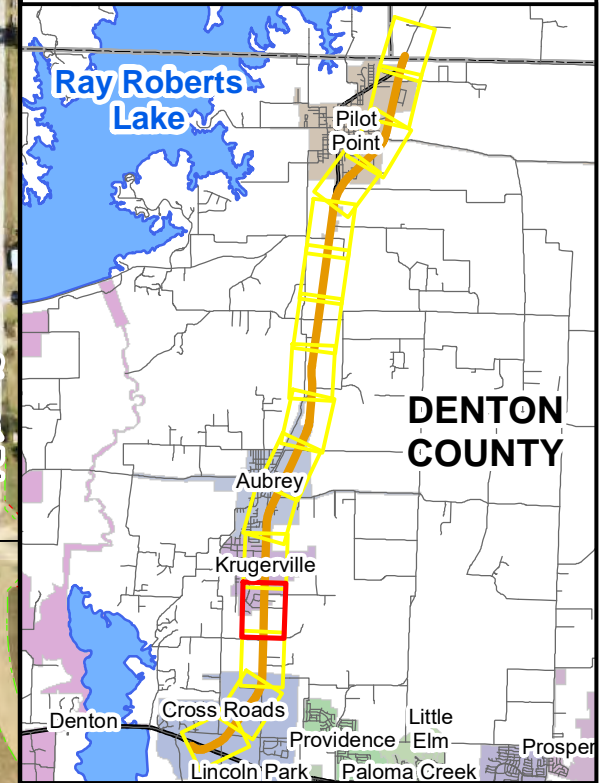 Ray Roberts
Lake
Pilot
Point
DENTON
COUNTY
Aubrey
Krugerville
Cross Roads
Denton
Little
Elm
Providence
Prosper
Lincoln Park
Paloma Creek